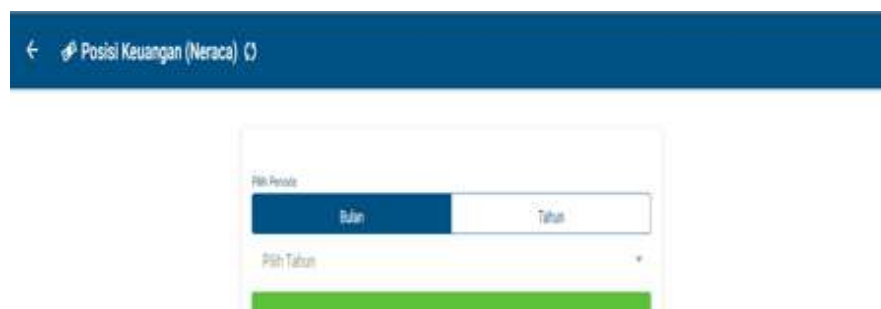 Posisi Keuangan (Neraca)
Pilih Periode
Bulan Tahun
Pilih Tahun